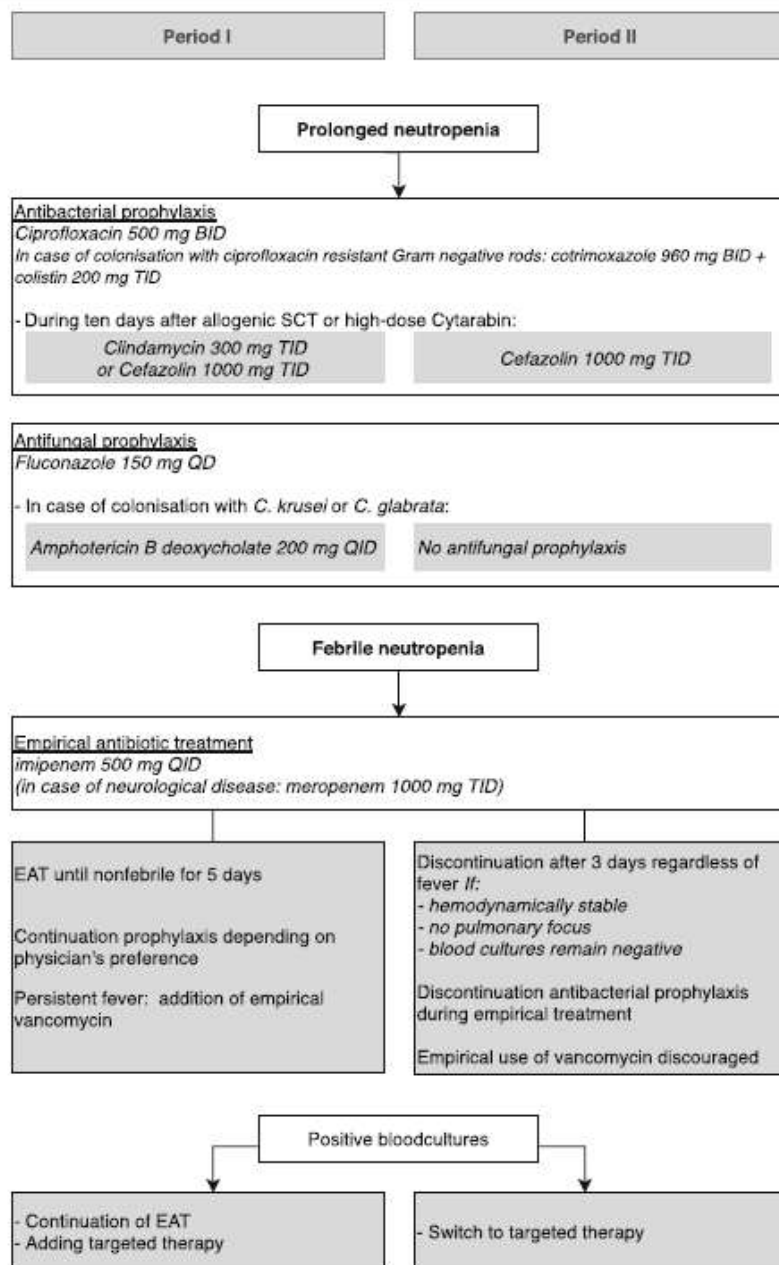 Period I
Period II
Prolonged neutropenia
Antibacterial prophylaxis
Ciprofloxacin 500 mg BID
In case of colonisation with ciprofloxacin resistant Gram negative rods: cotrimoxazole 960 mg BID +
colistin 200 mg TID
- During ten days after allogenic SCT or high-dose Cytarabin:
Clindamycin 300 mg TID
or Cefazolin 1000 mg TID
Cefazolin 1000 mg TID
Antifungal prophylaxis
Fluconazole 150 mg QD
- In case of colonisation with C. krusei or C. glabrata:
Amphotericin B deoxycholate 200 mg QID
No antifungal prophylaxis
Febrile neutropenia
Empirical antibiotic treatment
imipenem 500 mg QID
(in case of neurological disease: meropenem 1000 mg TID)
EAT until nonfebrile for 5 days
Continuation prophylaxis depending on
physician's preference
Persistent fever: addition of empirical
vancomycin
Discontinuation after 3 days regardless of
fever If:
- hemodynamically stable
- no pulmonary focus
- blood cultures remain negative
Discontinuation antibacterial prophylaxis
during empirical treatment
Empirical use of vancomycin discouraged
Positive bloodcultures
- Continuation of EAT
- Adding targeted therapy
- Switch to targeted therapy